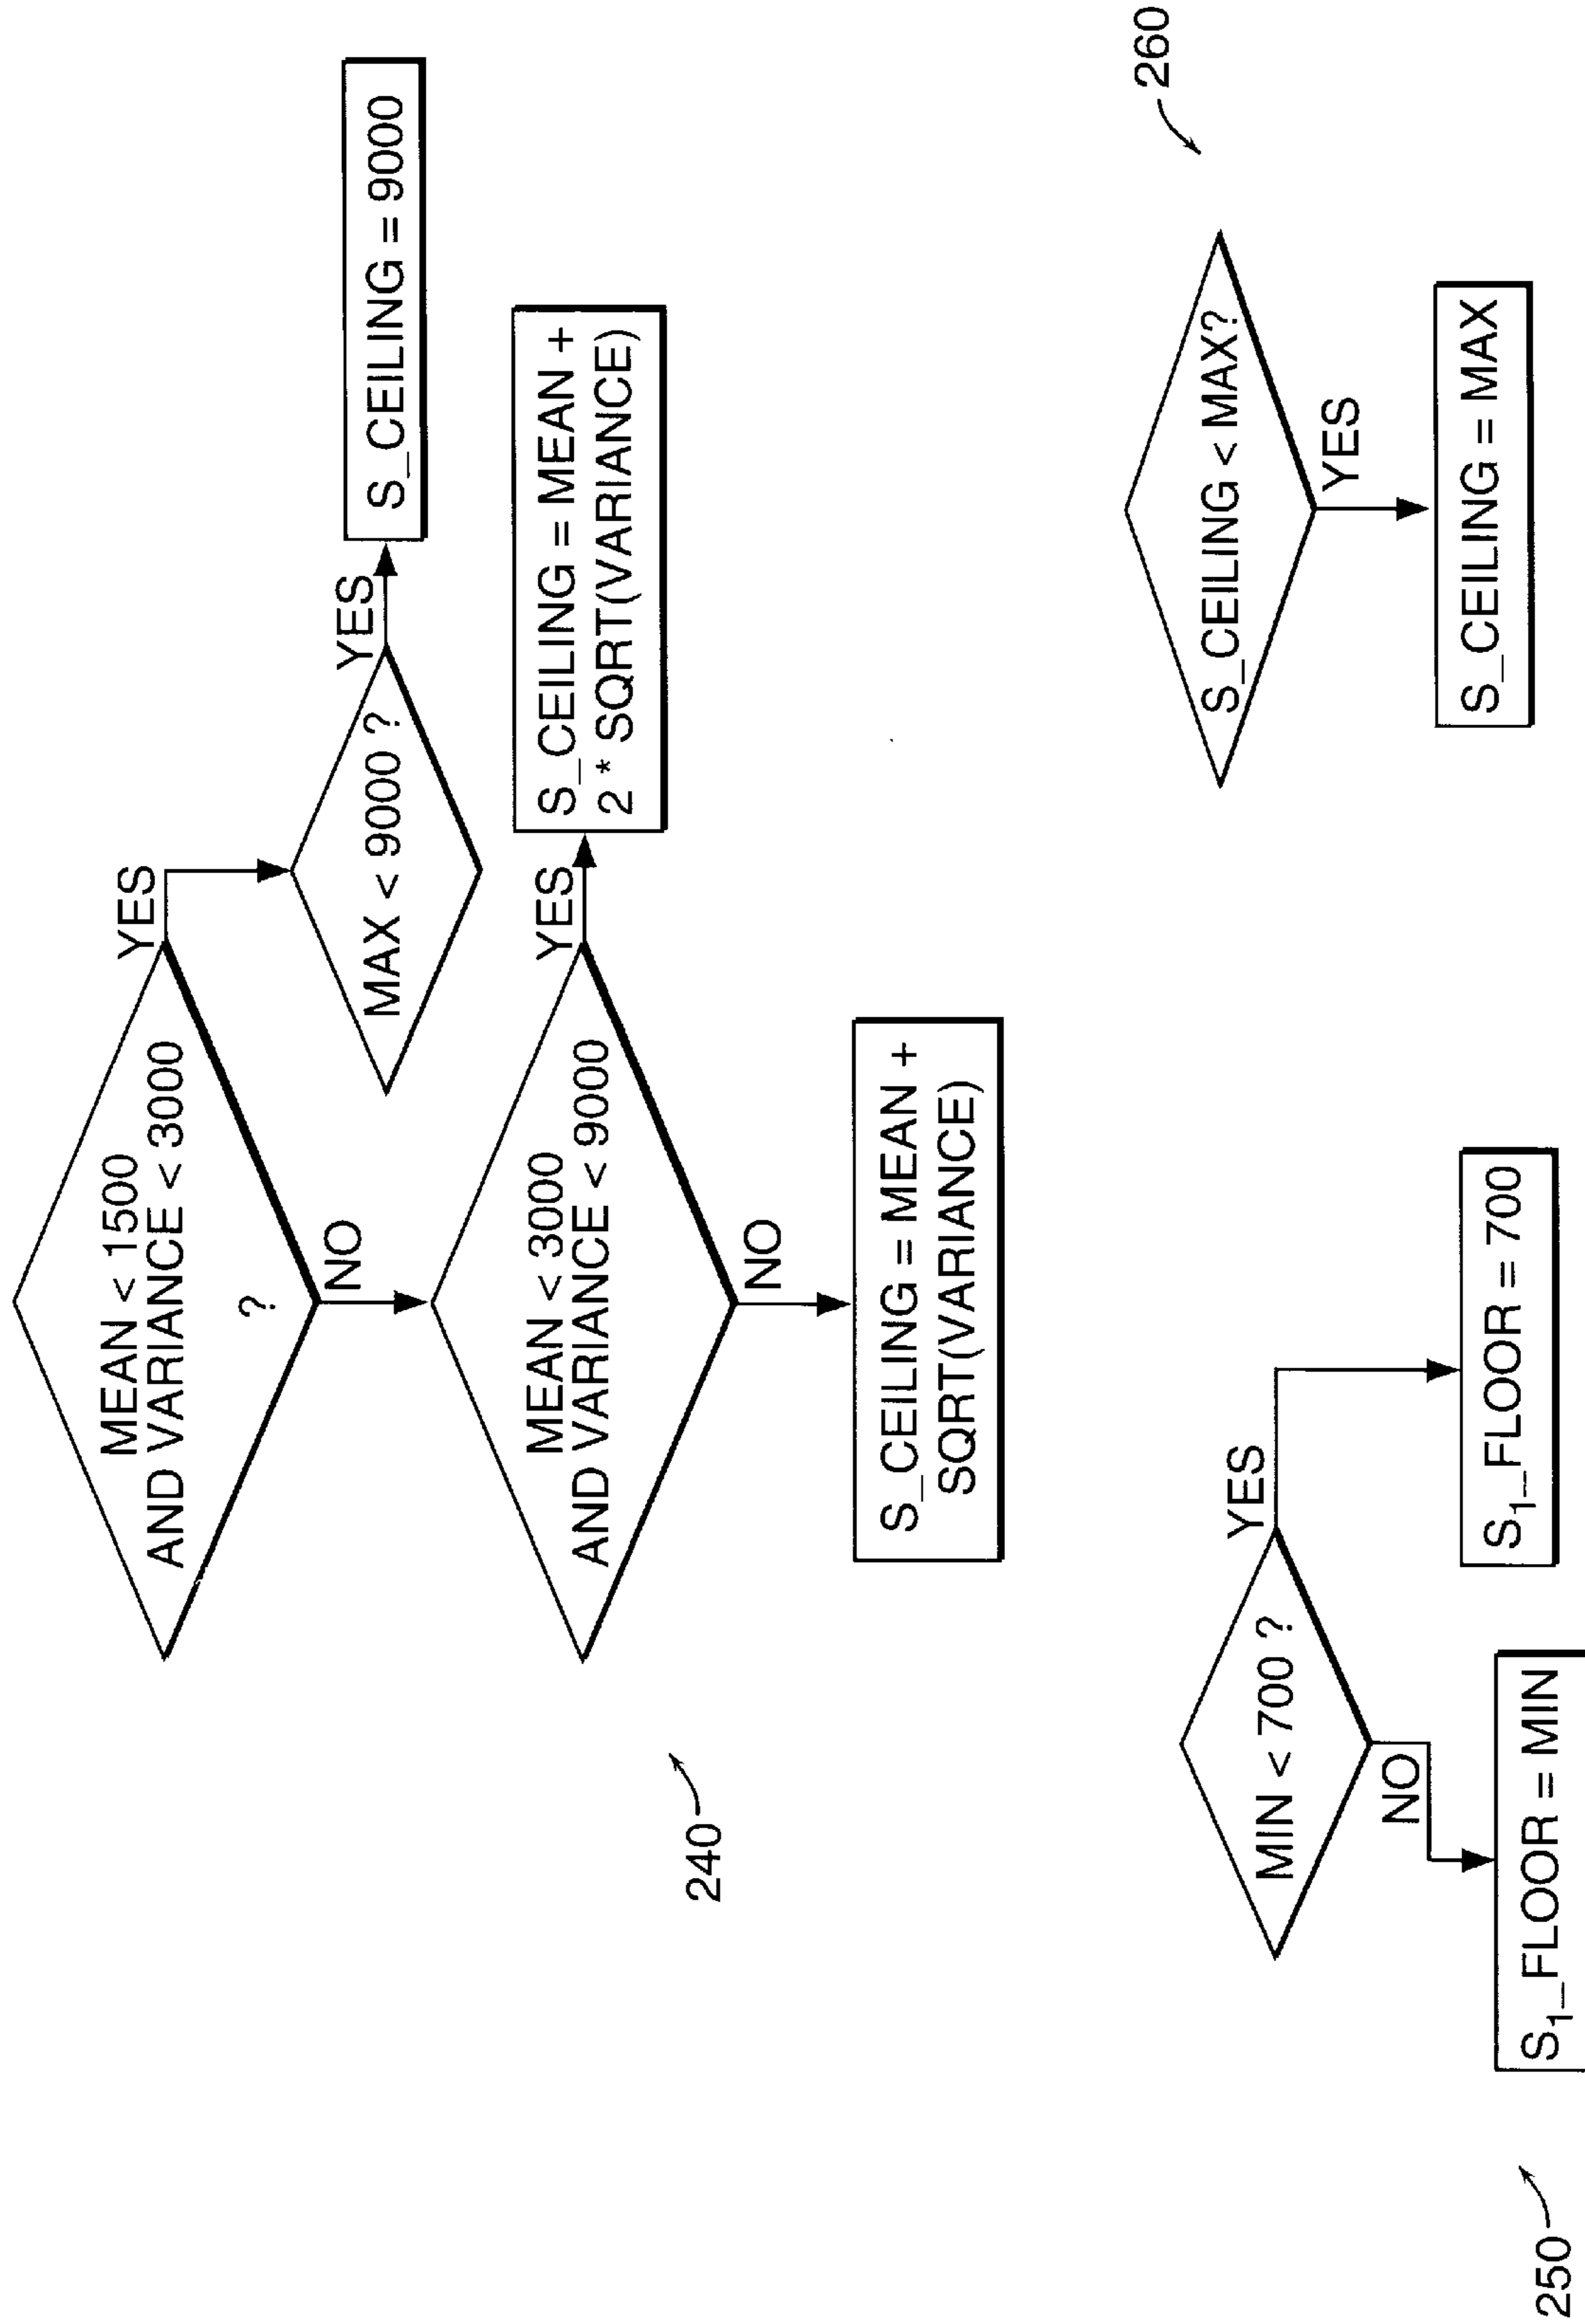 MEAN < 1500
AND VARIANCE < 3000
?
YES
NO
MAX < 9000 ?
YES
S_CEILING = 9000
MEAN < 3000
AND VARIANCE < 9000
YES
S_CEILING = MEAN +
2 * SQRT(VARIANCE)
NO
S_CEILING = MEAN +
SQRT(VARIANCE)
240
MIN < 700 ?
YES
NO
S₁_FLOOR = 700
S₁_FLOOR = MIN
250
260
S_CEILING < MAX?
YES
S_CEILING = MAX